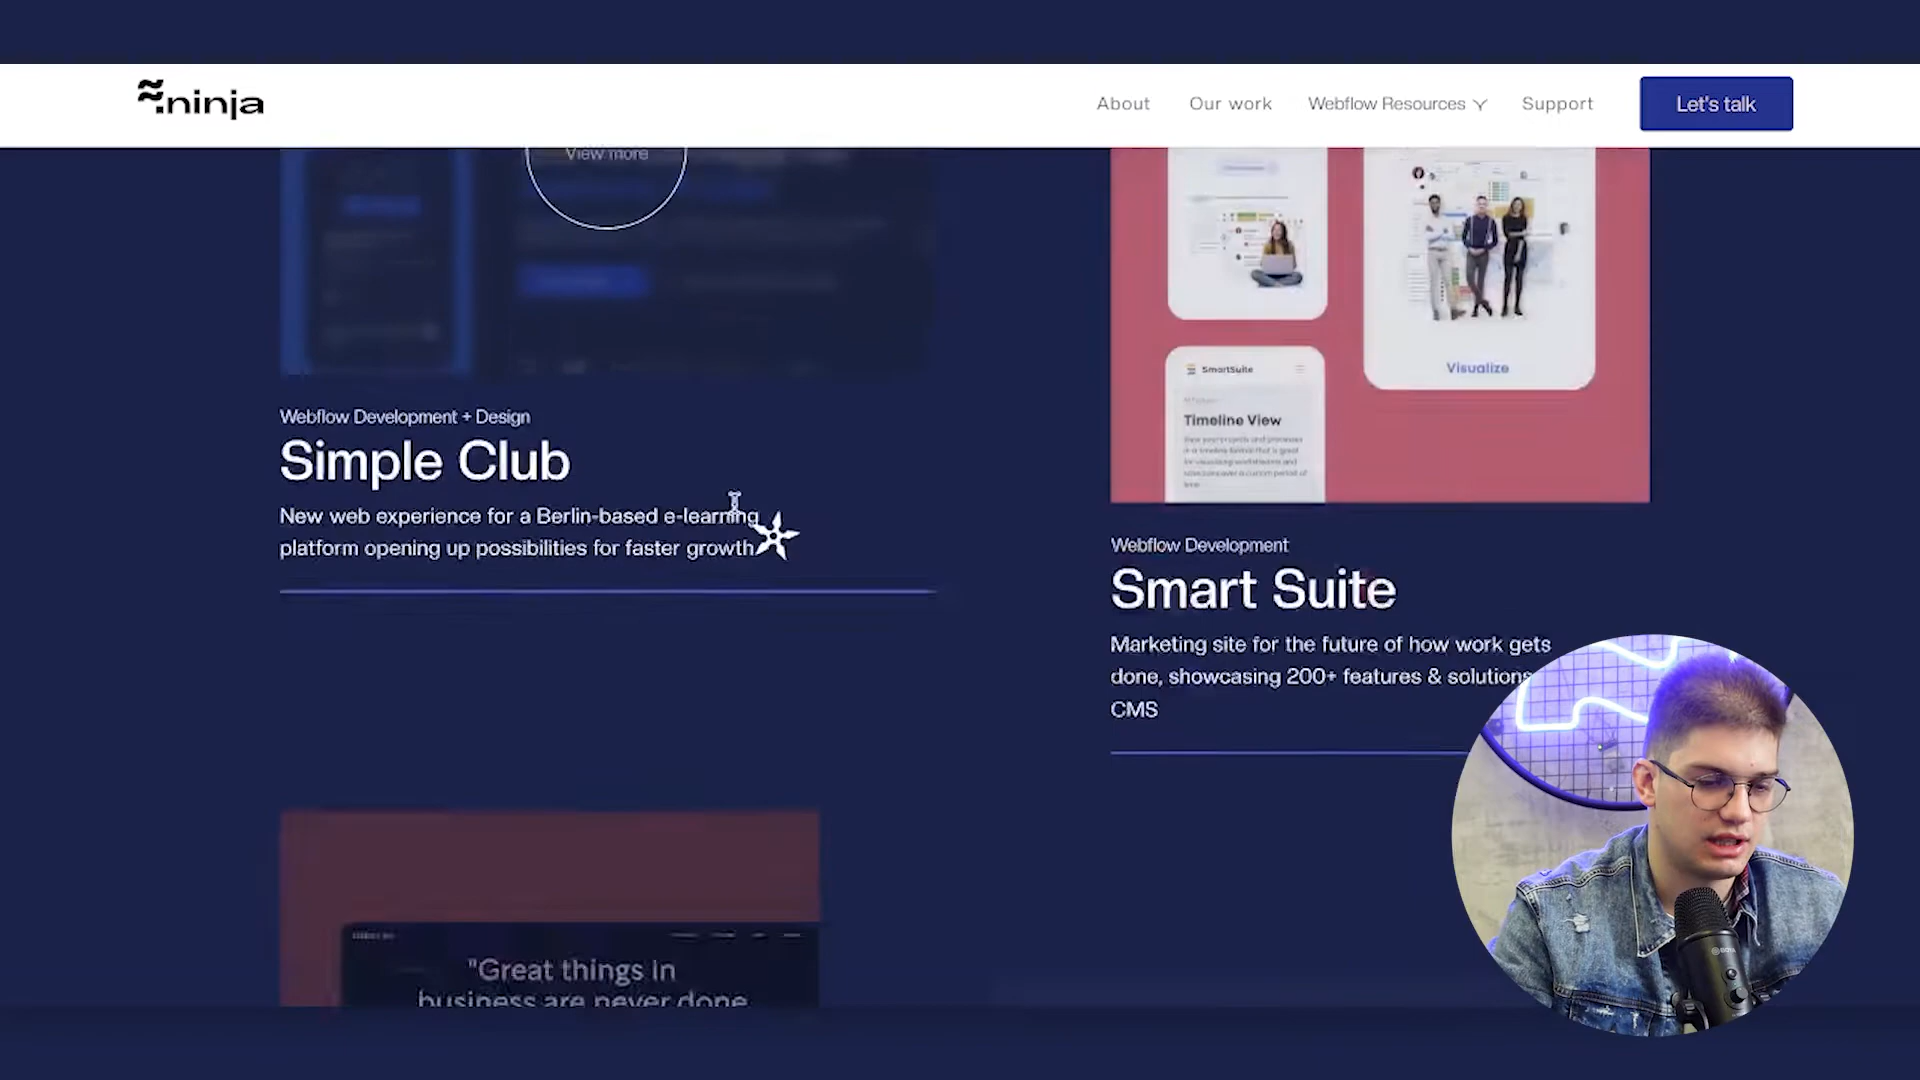 ninja
About
Our work
Webflow Resources
Support
Let's talk
View more
Webflow Development + Design
Simple Club
New web experience for a Berlin-based e-learning
platform opening up possibilities for faster growth
SmartSuite
Timeline View
Visualize
Webflow Development
Smart Suite
Marketing site for the future of how work gets
done, showcasing 200+ features & solutions
CMS
"Great things in
business are never done